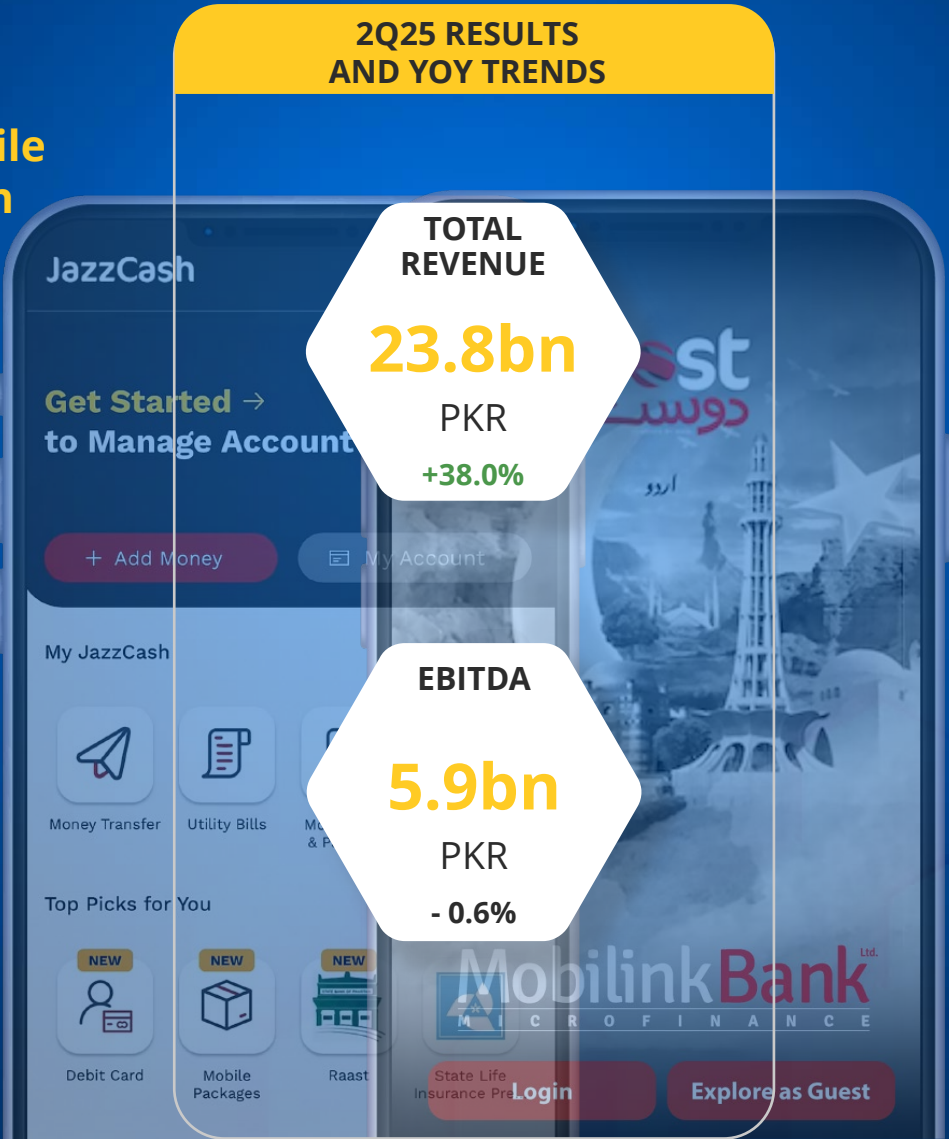 2Q25 RESULTS
AND YOY TRENDS
ile
n
JazzCash
Get Started →
to Manage Account
+ Add Money
My Account
My JazzCash
Money Transfer
Utility Bills
TOTAL
REVENUE
23.8bn
PKR
+38.0%
ost
دوست
اردو
EBITDA
5.9bn
PKR
- 0.6%
Top Picks for You
NEW
NEW
NEW
Debit Card
Mobile
Packages
Raast
State Life
Insurance Pre
MobilinkBank Ltd.
MICROFINANCE
Login
Explore as Guest